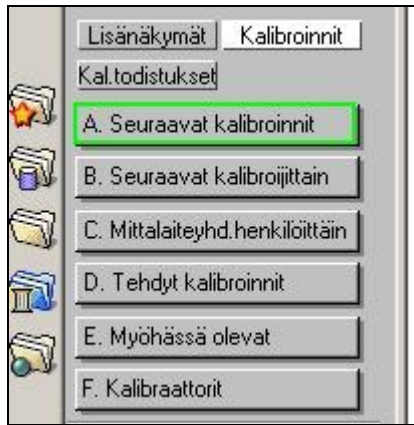 Lisänäkymät Kalibroinnit
Kal.todistukset
A. Seuraavat kalibroinnit
B. Seuraavat kalibroijittain
C. Mittalaiteyhd.henkilöittäin
D. Tehdyt kalibroinnit
E. Myöhässä olevat
F. Kalibraattorit